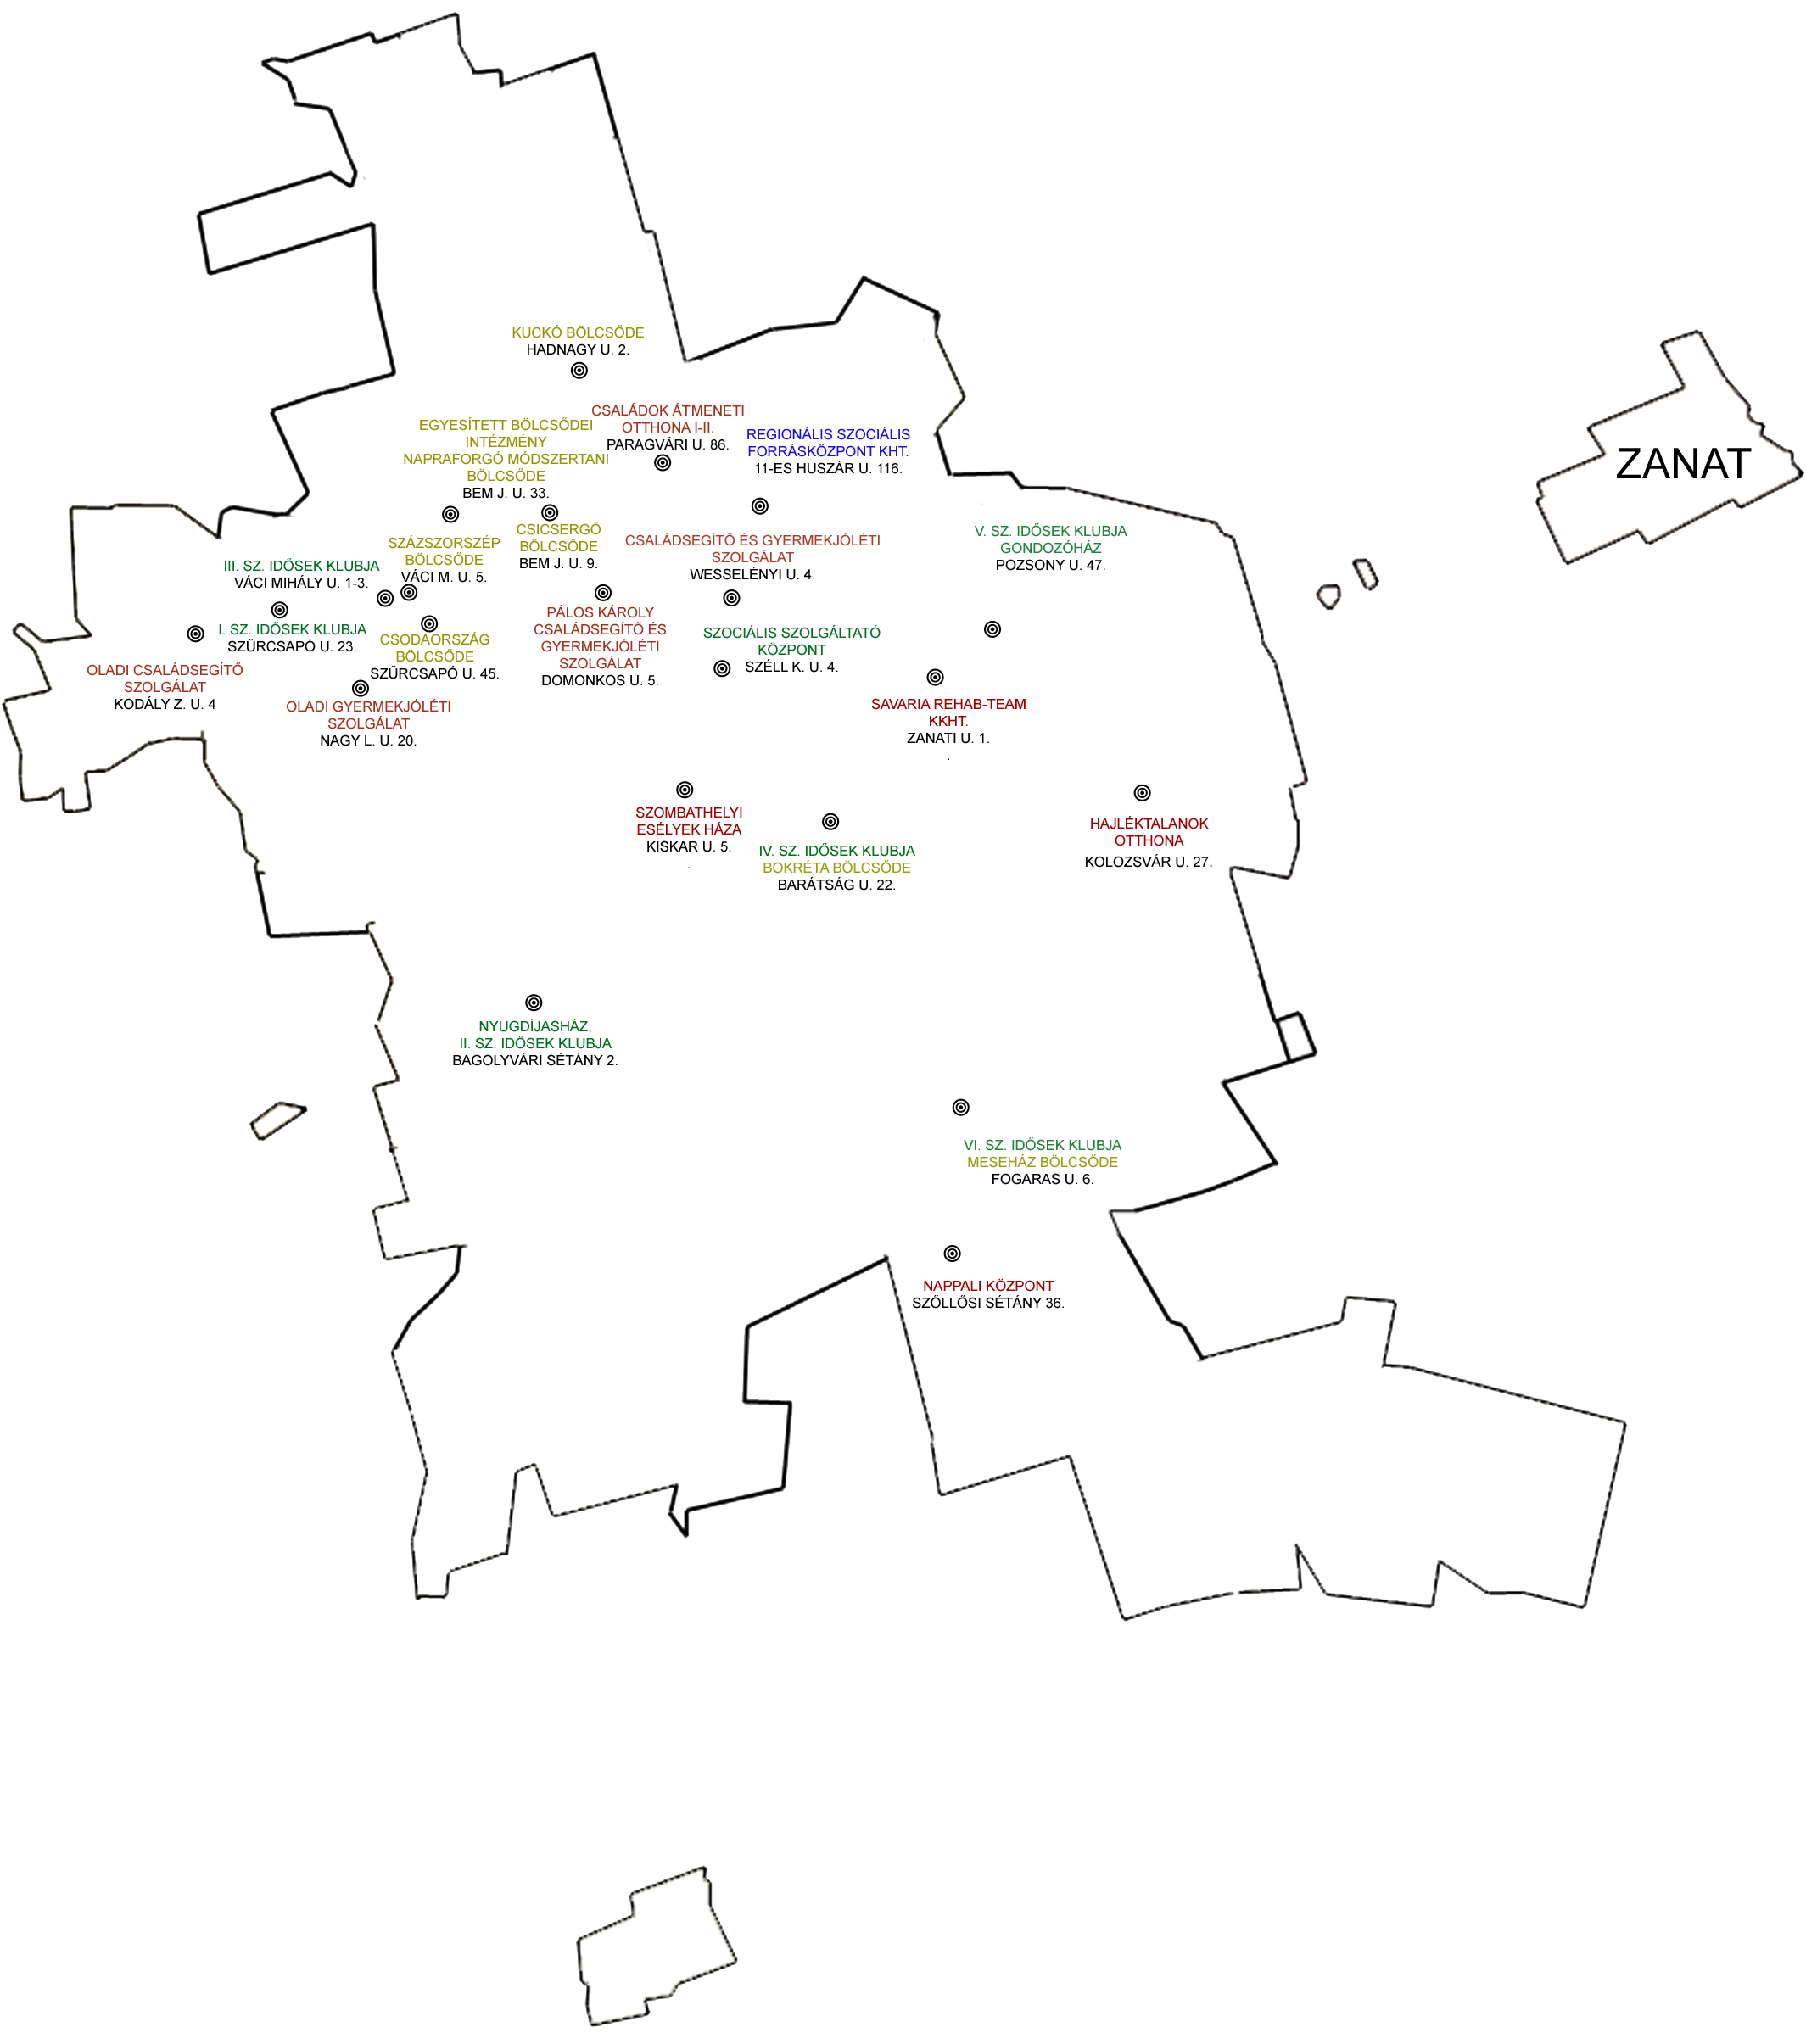 KUCKÓ BÖLCSŐDE
HADNAGY U. 2.
CSALÁDOK ÁTMENETI
OTTHONA I-II.
PARAGVÁRI U. 86.
EGYESÍTETT BÖLCSŐDEI
INTÉZMÉNY
NAPRAFORGÓ MÓDSZERTANI
BÖLCSŐDE
BEM J. U. 33.
REGIONÁLIS SZOCIÁLIS
FORRÁSKÖZPONT KHT.
11-ES HUSZÁR U. 116.
ZANAT
CSICSERGŐ
BÖLCSŐDE
BEM J. U. 9.
SZÁZSZORSZÉP
BÖLCSŐDE
VÁCI M. U. 5.
CSALÁDSEGÍTŐ ÉS GYERMEKJÓLÉTI
SZOLGÁLAT
WESSELÉNYI U. 4.
V. SZ. IDŐSEK KLUBJA
GONDOZÓHÁZ
POZSONY U. 47.
III. SZ. IDŐSEK KLUBJA
VÁCI MIHÁLY U. 1-3.
I. SZ. IDŐSEK KLUBJA
SZŰRCSAPÓ U. 23.
CSODAORSZÁG
BÖLCSŐDE
SZŰRCSAPÓ U. 45.
PÁLOS KÁROLY
CSALÁDSEGÍTŐ ÉS
GYERMEKJÓLÉTI
SZOLGÁLAT
DOMONKOS U. 5.
SZOCIÁLIS SZOLGÁLTATÓ
KÖZPONT
SZÉLL K. U. 4.
OLADI CSALÁDSEGÍTŐ
SZOLGÁLAT
KODÁLY Z. U. 4
OLADI GYERMEKJÓLÉTI
SZOLGÁLAT
NAGY L. U. 20.
SAVARIA REHAB-TEAM
KKHT.
ZANATI U. 1.
.
SZOMBATHELYI
ESÉLYEK HÁZA
KISKAR U. 5.
.
IV. SZ. IDŐSEK KLUBJA
BOKRÉTA BÖLCSŐDE
BARÁTSÁG U. 22.
HAJLÉKTALANOK
OTTHONA
KOLOZSVÁR U. 27.
NYUGDÍJASHÁZ,
II. SZ. IDŐSEK KLUBJA
BAGOLYVÁRI SÉTÁNY 2.
VI. SZ. IDŐSEK KLUBJA
MESEHÁZ BÖLCSŐDE
FOGARAS U. 6.
NAPPALI KÖZPONT
SZŐLLŐSI SÉTÁNY 36.